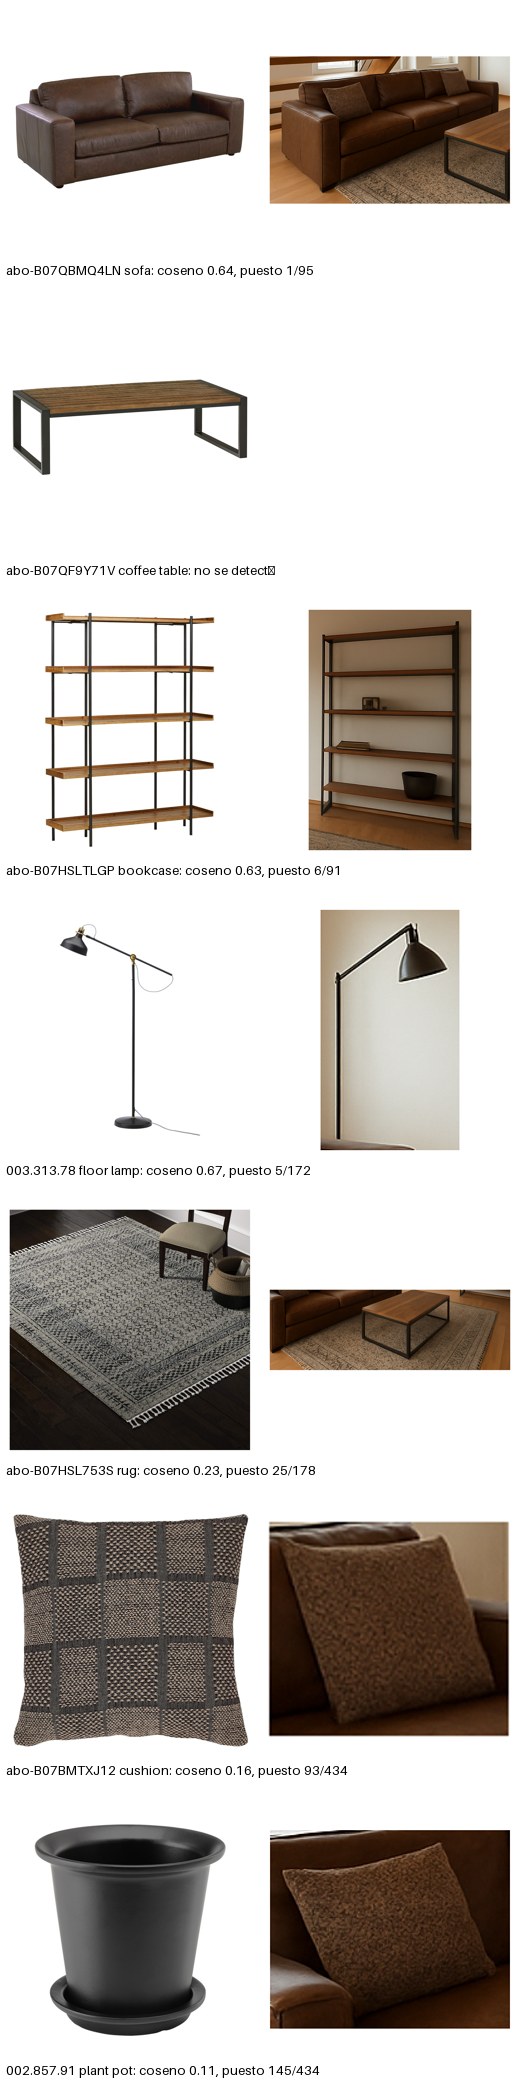 abo-B07QBMQ4LN sofa: coseno 0.64, puesto 1/95
abo-B07QF9Y71V coffee table: no se detect▯
abo-B07HSLTLGP bookcase: coseno 0.63, puesto 6/91
003.313.78 floor lamp: coseno 0.67, puesto 5/172
abo-B07HSL753S rug: coseno 0.23, puesto 25/178
abo-B07BMTXJ12 cushion: coseno 0.16, puesto 93/434
002.857.91 plant pot: coseno 0.11, puesto 145/434